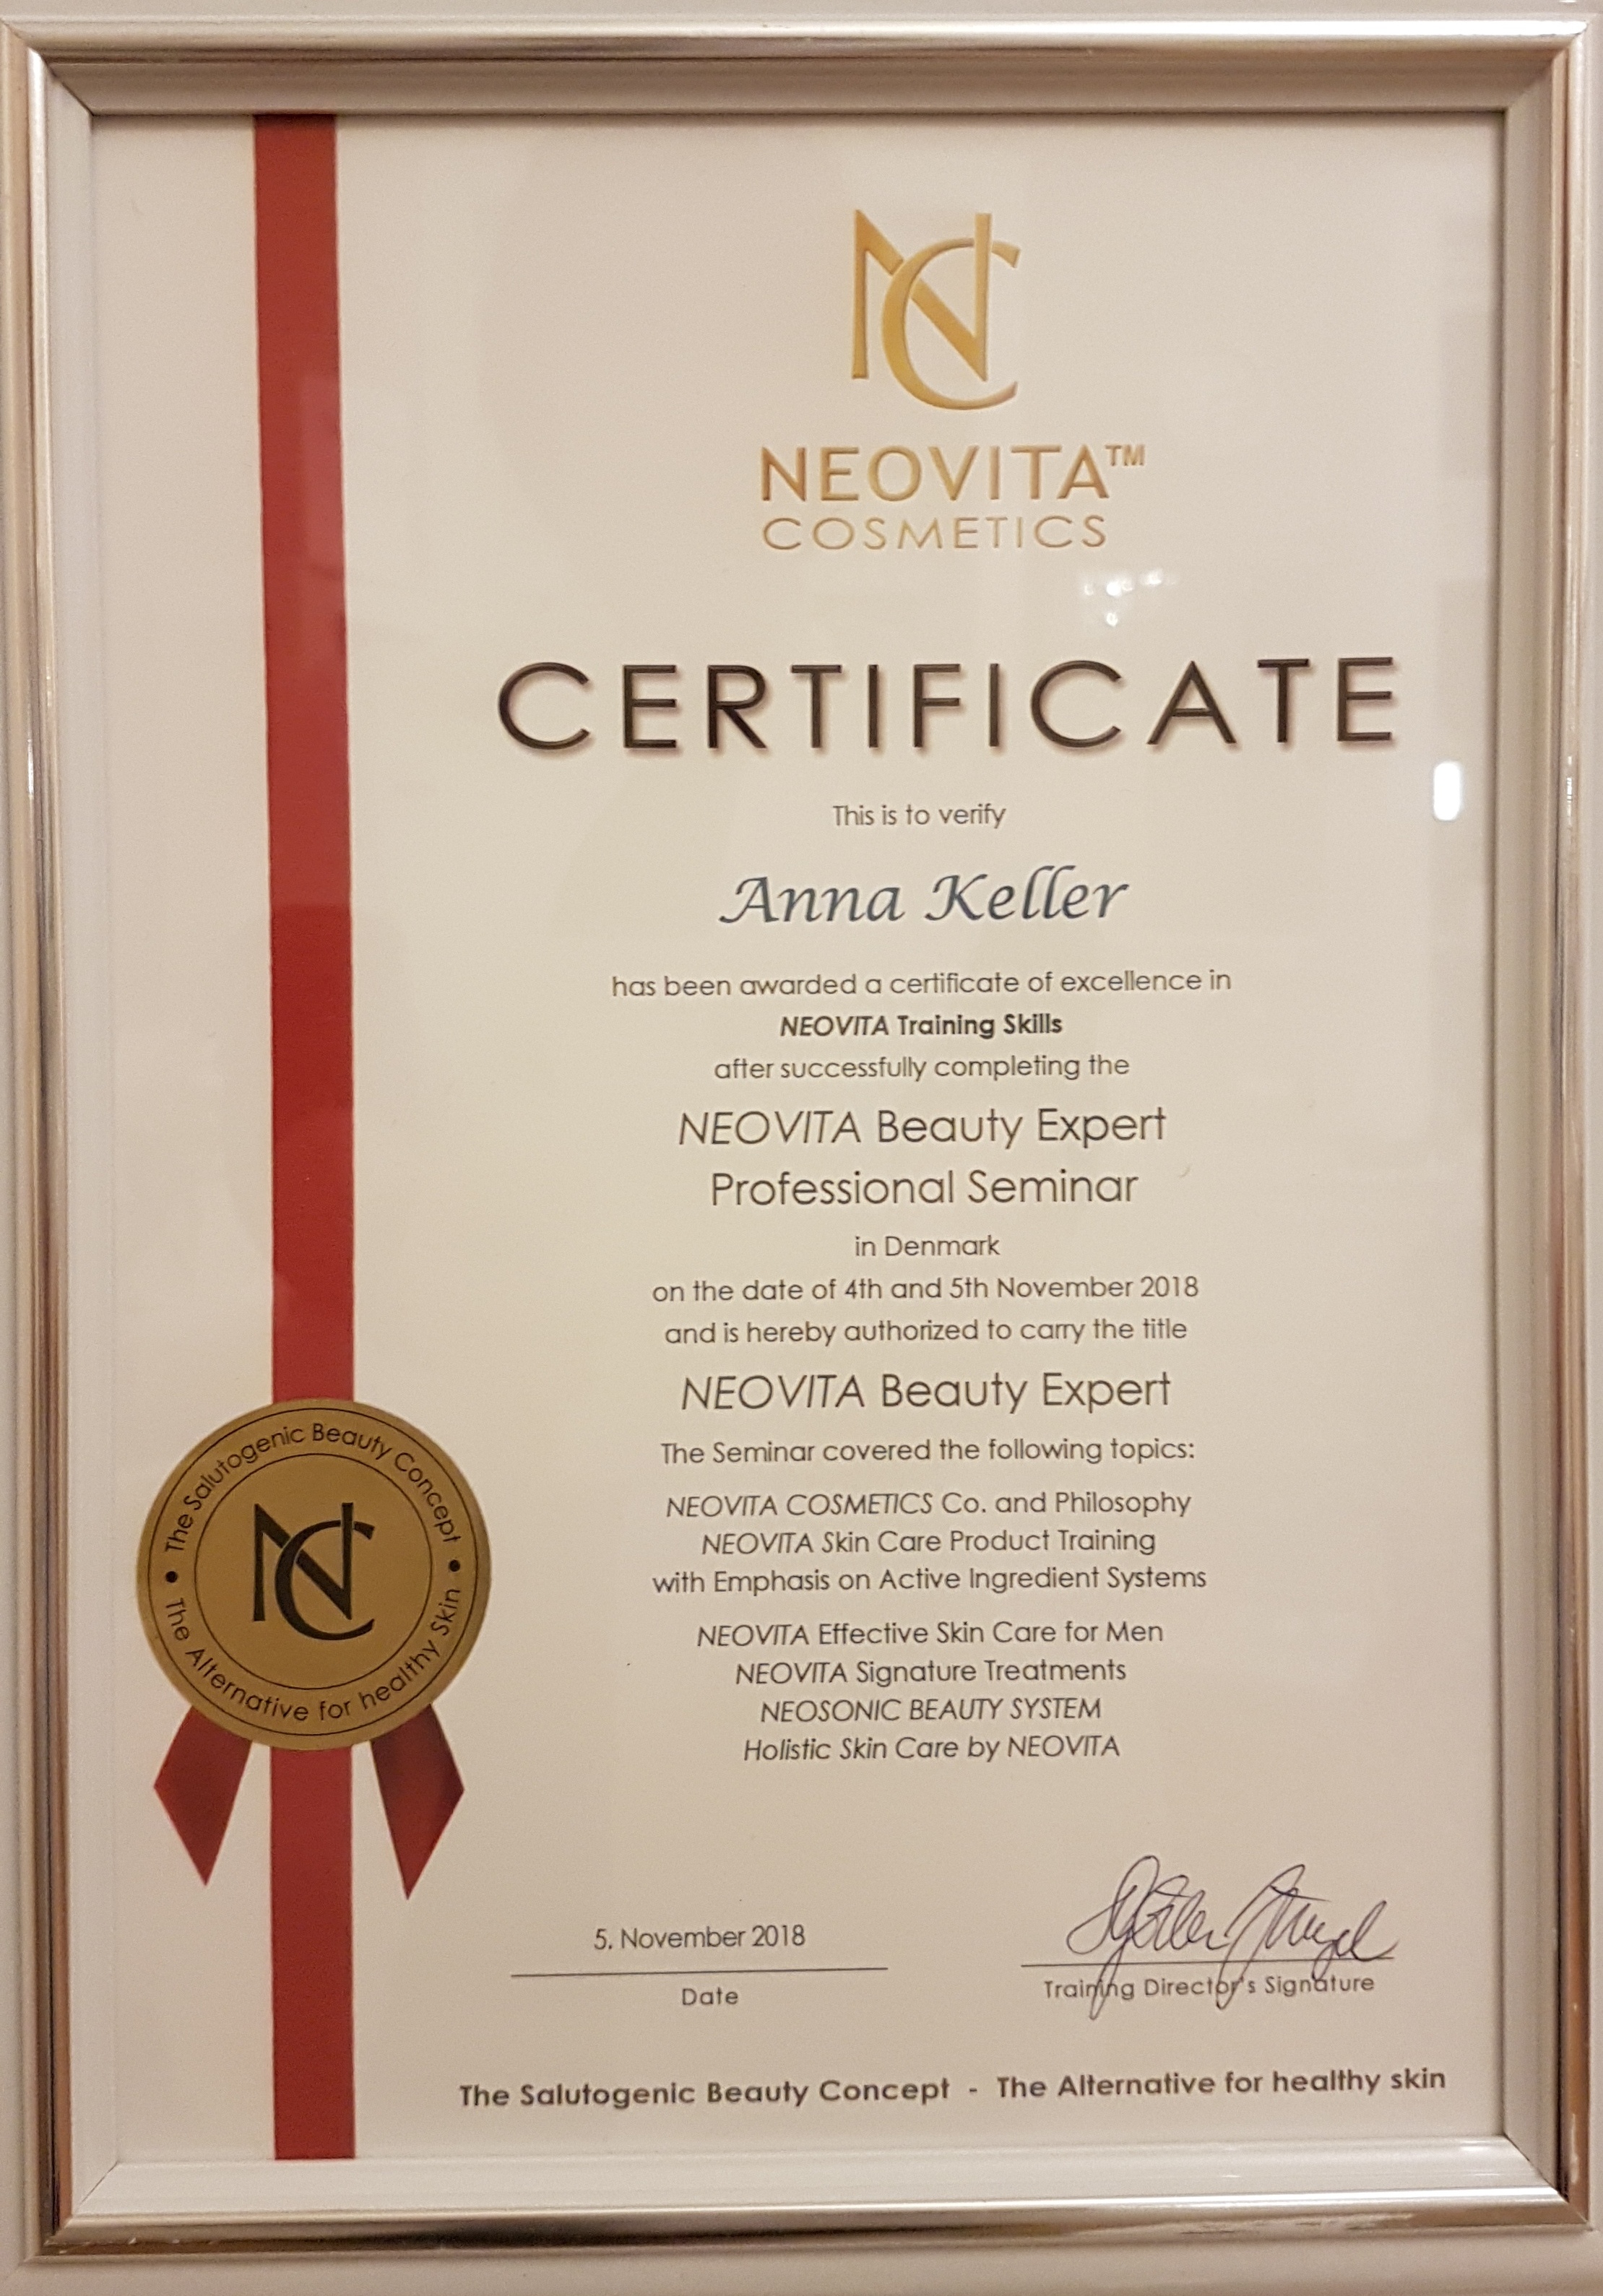 NC
NEOVITA™
COSMETICS
CERTIFICATE
This is to verify
Anna Keller
has been awarded a certificate of excellence in
NEOVITA Training Skills
after successfully completing the
NEOVITA Beauty Expert
Professional Seminar
in Denmark
on the date of 4th and 5th November 2018
and is hereby authorized to carry the title
NEOVITA Beauty Expert
The Seminar covered the following topics:
NEOVITA COSMETICS Co. and Philosophy
NEOVITA Skin Care Product Training
with Emphasis on Active Ingredient Systems
NEOVITA Effective Skin Care for Men
NEOVITA Signature Treatments
NEOSONIC BEAUTY SYSTEM
Holistic Skin Care by NEOVITA
• The Salutogenic Beauty Concept •
The Alternative for healthy Skin
NC
5. November 2018
Date
Training Director's Signature
The Salutogenic Beauty Concept - The Alternative for healthy skin